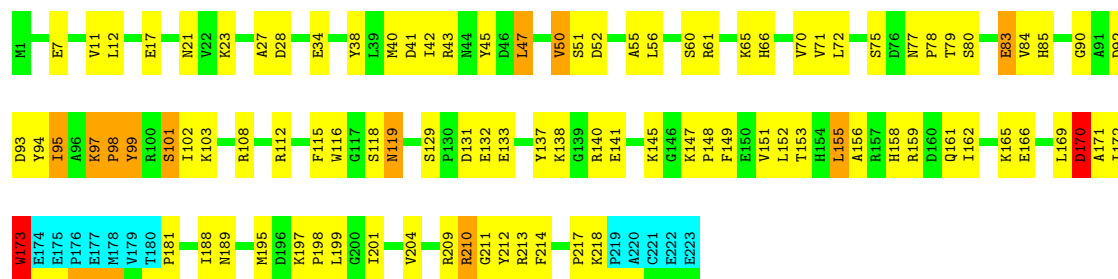 M1 E7 V11 L12 E17 N21 V22 K23 A27 D28 E34 Y38 L39 M40 D41 I42 R43 N44 Y45 D46 L47 V50 S51 D52 A55 L56 S60 R61 K65 H66 V70 V71 L72 S75 D76 N77 P78 T79 S80 E83 V84 H85 G90 A91 D92
D93 Y94 I95 A96 K97 P98 Y99 R100 S101 I102 K103 R108 R112 F115 W116 G117 S118 N119 S129 P130 D131 E132 E133 Y137 K138 G139 R140 E141 K145 G146 K147 P148 F149 E150 V151 L152 T153 H154 L155 A156 R157 H158 R159 D160 Q161 I162 K165 E166 L169 D170 A171 I172
W173 E174 E175 P176 E177 M178 V179 T180 P181 I188 N189 M195 D196 K197 P198 L199 G200 I201 V204 R209 R210 G211 Y212 R213 F214 P217 K218 P219 A220 C221 E222 E223